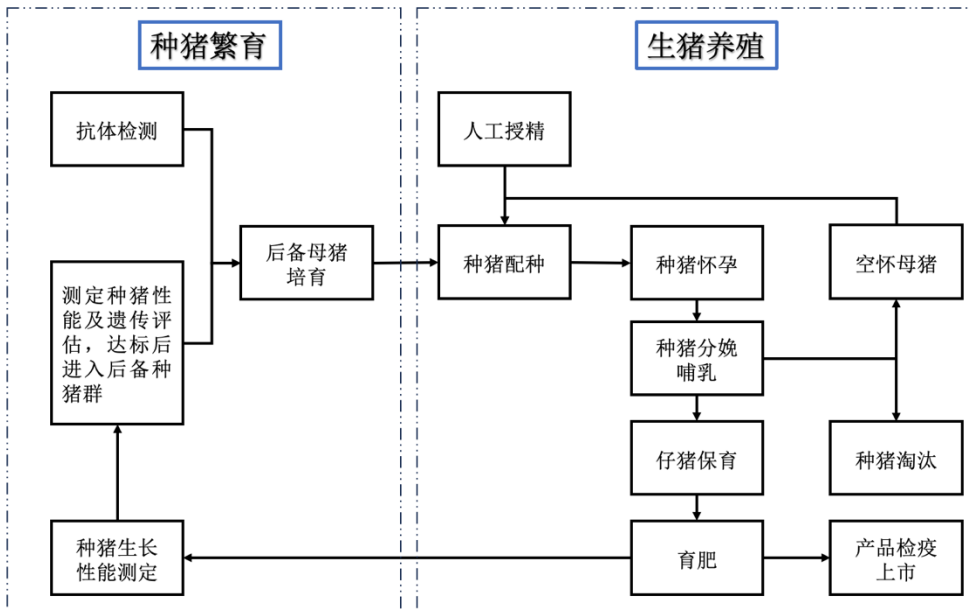 种猪繁育
生猪养殖
抗体检测
人工授精
后备母猪
培育
种猪配种
种猪怀孕
空怀母猪
测定种猪性
能及遗传评
估，达标后
进入后备种
猪群
种猪分娩
哺乳
仔猪保育
种猪淘汰
种猪生长
性能测定
育肥
产品检疫
上市